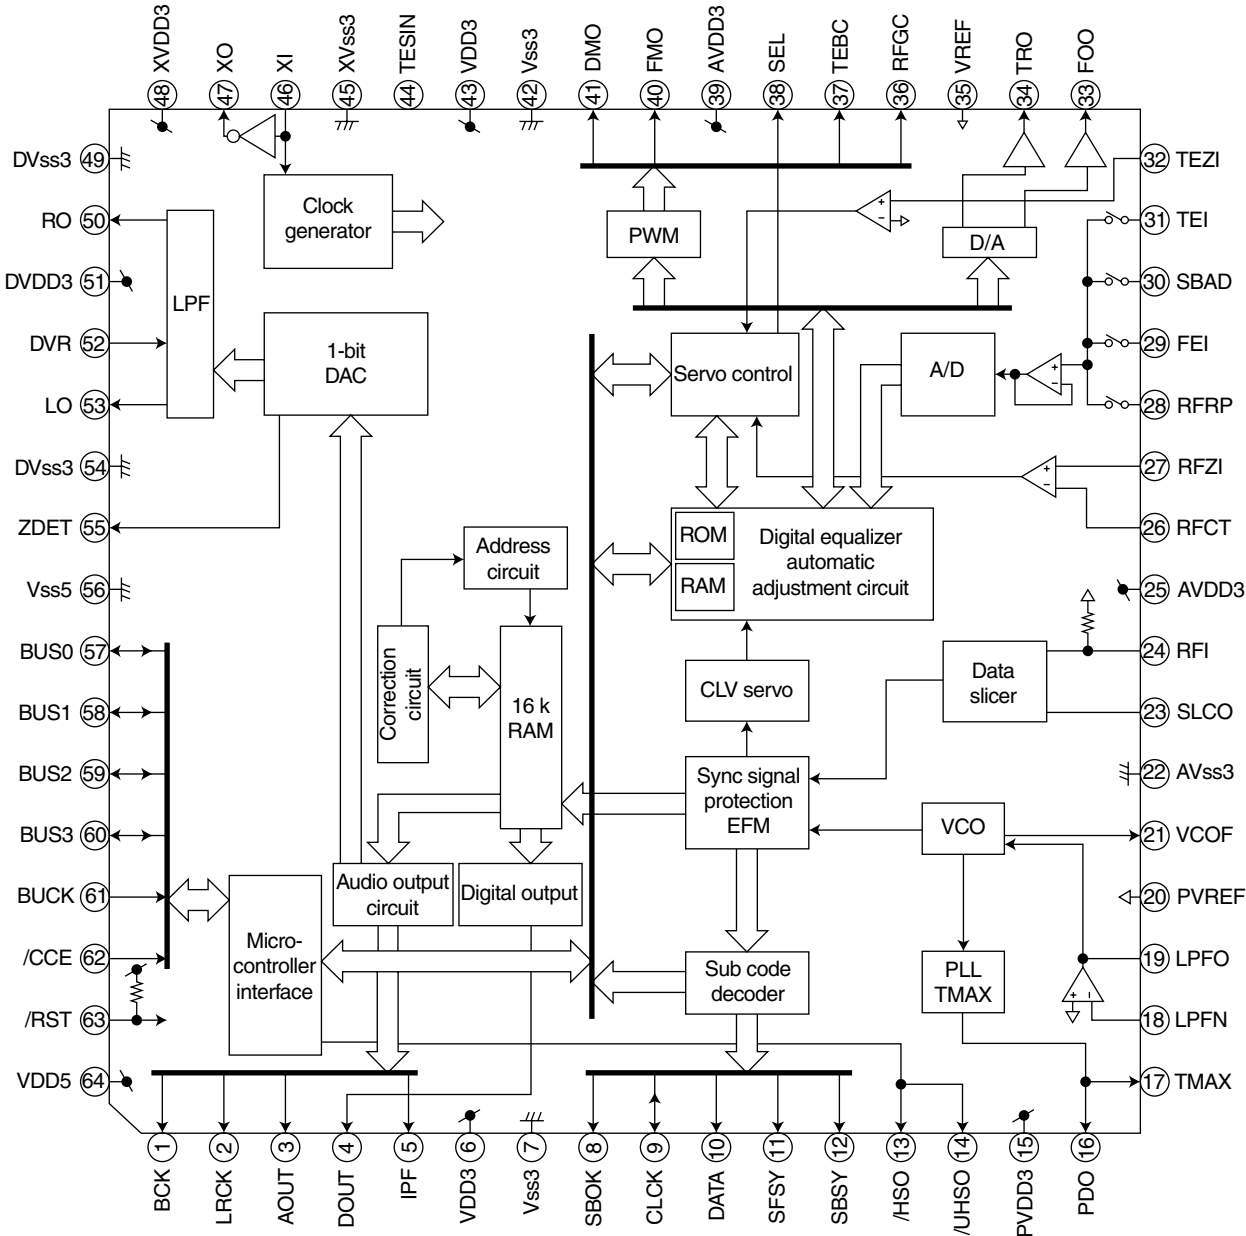 XVDD3
XO
XI
XVss3
TESIN
VDD3
Vss3
DMO
FMO
AVDD3
SEL
TEBC
RFGC
VREF
TRO
FOO
48
47
46
45
44
43
42
41
40
39
38
37
36
35
34
33
DVss3 49
RO 50
DVDD3 51
DVR 52
LO 53
DVss3 54
ZDET 55
Vss5 56
BUS0 57
BUS1 58
BUS2 59
BUS3 60
BUCK 61
/CCE 62
/RST 63
VDD5 64
32 TEZI
31 TEI
30 SBAD
29 FEI
28 RFRP
27 RFZI
26 RFCT
25 AVDD3
24 RFI
23 SLCO
22 AVss3
21 VCOF
20 PVREF
19 LPFO
18 LPFN
17 TMAX
Clock
generator
LPF
1-bit
DAC
PWM
D/A
+
−
Servo control
A/D
+
−
+
−
ROM
RAM
Digital equalizer
automatic
adjustment circuit
Address
circuit
Correction
circuit
16 k
RAM
CLV servo
Data
slicer
Sync signal
protection
EFM
VCO
Audio output
circuit
Digital output
Micro-
controller
interface
Sub code
decoder
PLL
TMAX
+
−
1
2
3
4
5
6
7
8
9
10
11
12
13
14
15
16
BCK
LRCK
AOUT
DOUT
IPF
VDD3
Vss3
SBOK
CLCK
DATA
SFSY
SBSY
/HSO
/UHSO
PVDD3
PDO